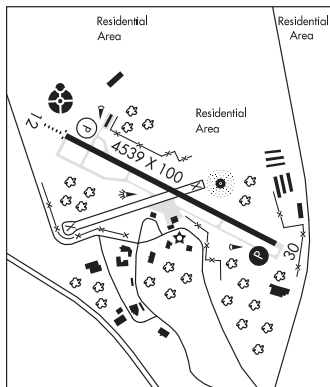 Residential
Area
Residential
Area
Residential
Area
12
4539 X 100
P
P
30